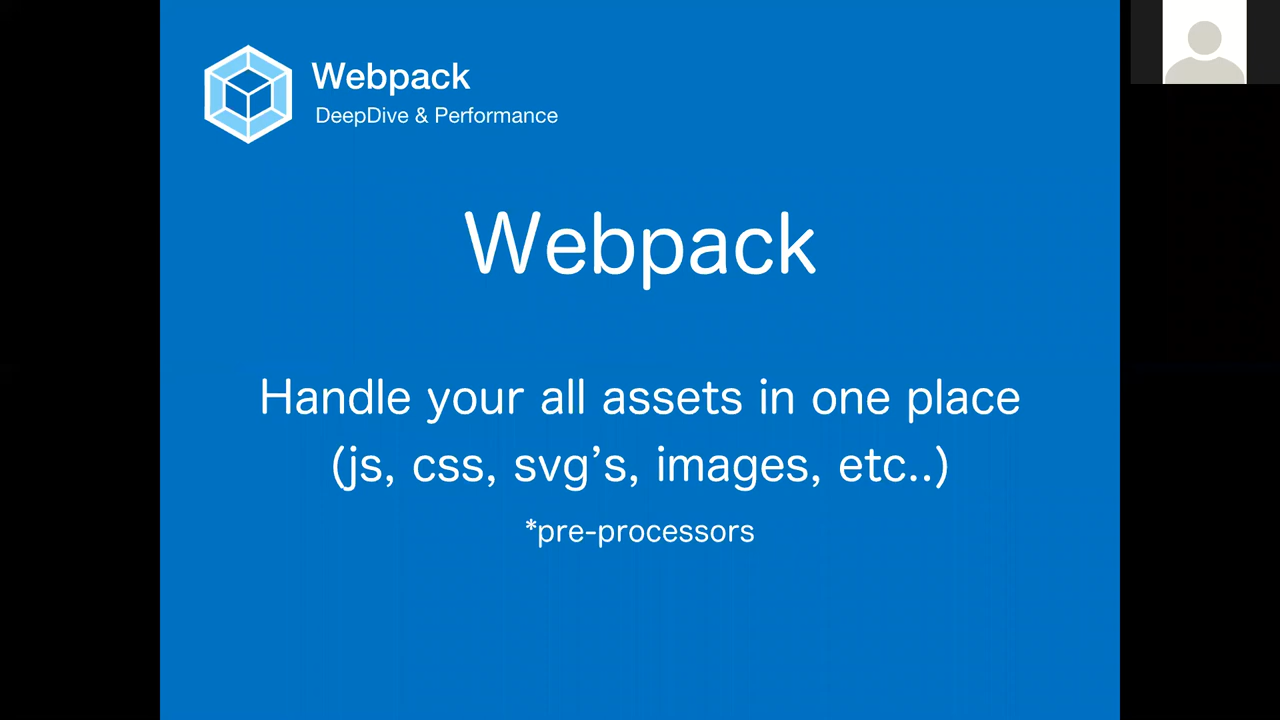 Webpack
DeepDive & Performance
Webpack
Handle your all assets in one place
(js, css, svg’s, images, etc..)
*pre-processors